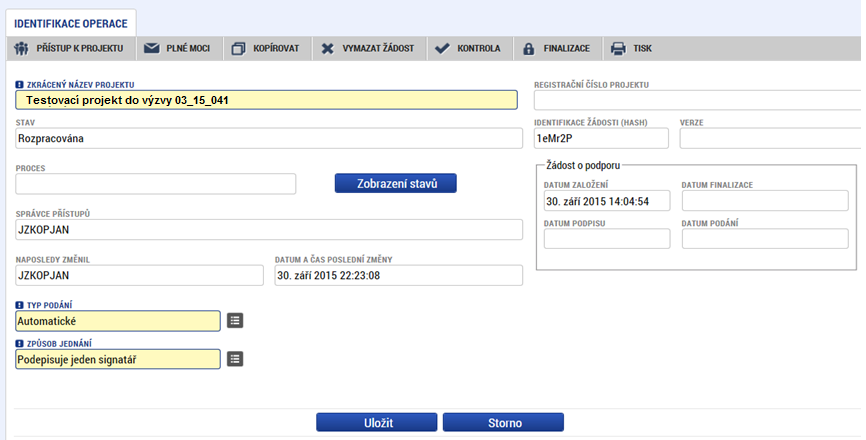 IDENTIFIKACE OPERACE
PŘÍSTUP K PROJEKTU PLNÉ MOCI KOPÍROVAT VYMAZAT ŽÁDOST KONTROLA FINALIZACE TISK
ZKRÁCENÝ NÁZEV PROJEKTU REGISTRAČNÍ ČÍSLO PROJEKTU
Testovací projekt do výzvy 03_15_041
STAV IDENTIFIKACE ŽÁDOSTI (HASH) VERZE
Rozpracována 1eMr2P
PROCES Žádost o podporu
Zobrazení stavů
DATUM ZALOŽENÍ DATUM FINALIZACE
30. září 2015 14:04:54
SPRÁVCE PŘÍSTUPŮ DATUM PODPISU DATUM PODÁNÍ
JZKOPJAN
NAPOSLEDY ZMĚNIL DATUM A ČAS POSLEDNÍ ZMĚNY
JZKOPJAN 30. září 2015 22:23:08
TYP PODÁNÍ
Automatické
ZPŮSOB JEDNÁNÍ
Podepisuje jeden signatář
Uložit Storno